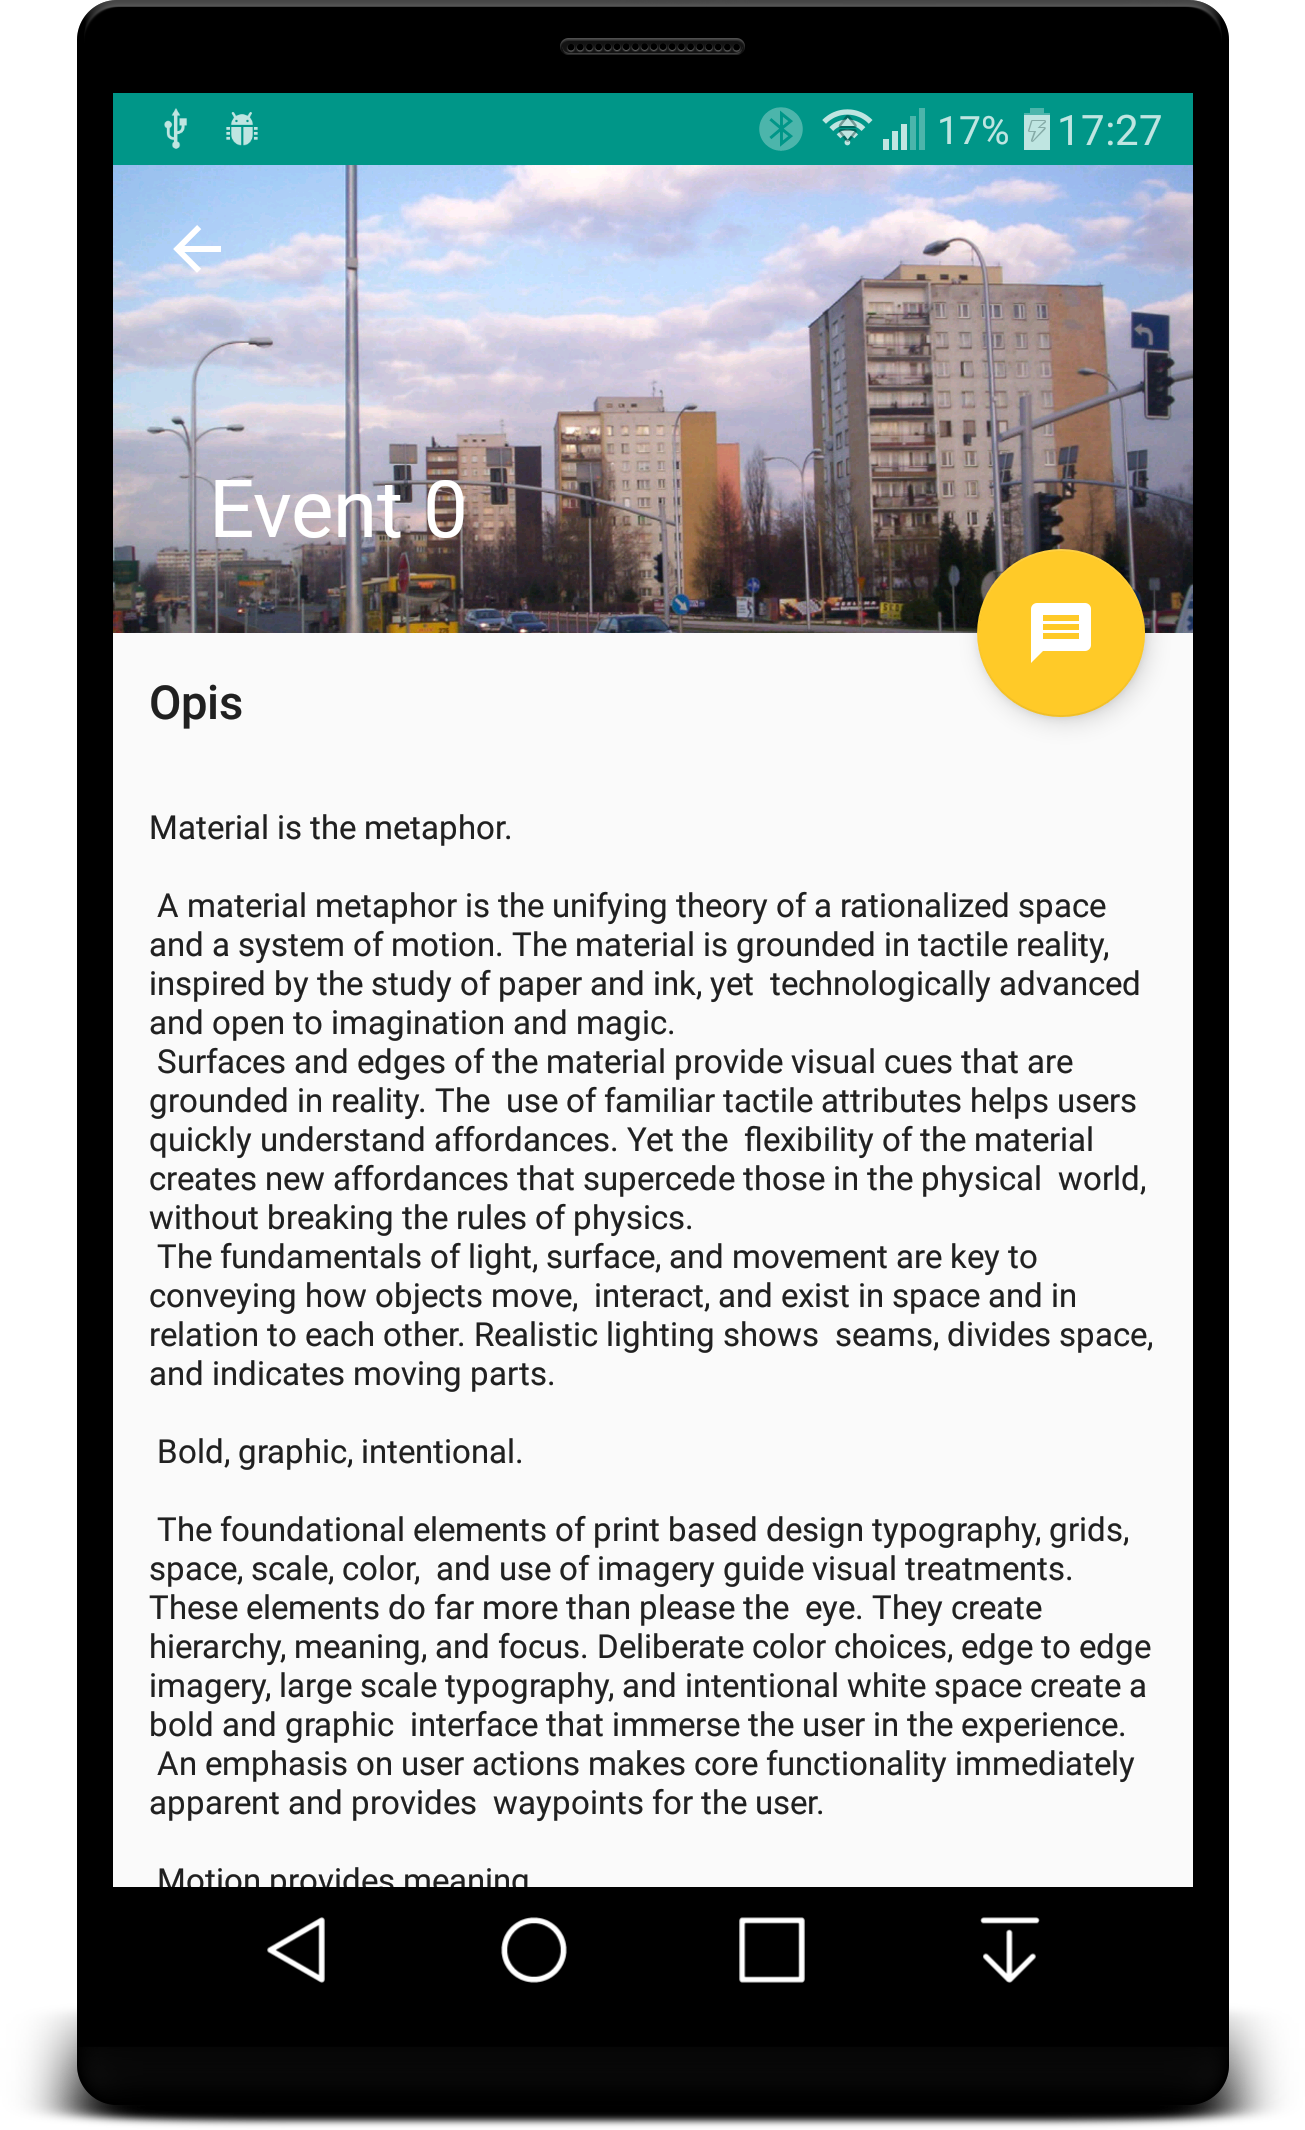 17% 17:27
Event 0
Opis
Material is the metaphor.
A material metaphor is the unifying theory of a rationalized space
and a system of motion. The material is grounded in tactile reality,
inspired by the study of paper and ink, yet  technologically advanced
and open to imagination and magic.
Surfaces and edges of the material provide visual cues that are
grounded in reality. The  use of familiar tactile attributes helps users
quickly understand affordances. Yet the  flexibility of the material
creates new affordances that supercede those in the physical  world,
without breaking the rules of physics.
The fundamentals of light, surface, and movement are key to
conveying how objects move,  interact, and exist in space and in
relation to each other. Realistic lighting shows  seams, divides space,
and indicates moving parts.
Bold, graphic, intentional.
The foundational elements of print based design typography, grids,
space, scale, color,  and use of imagery guide visual treatments.
These elements do far more than please the  eye. They create
hierarchy, meaning, and focus. Deliberate color choices, edge to edge
imagery, large scale typography, and intentional white space create a
bold and graphic  interface that immerse the user in the experience.
An emphasis on user actions makes core functionality immediately
apparent and provides  waypoints for the user.
Motion provides meaning